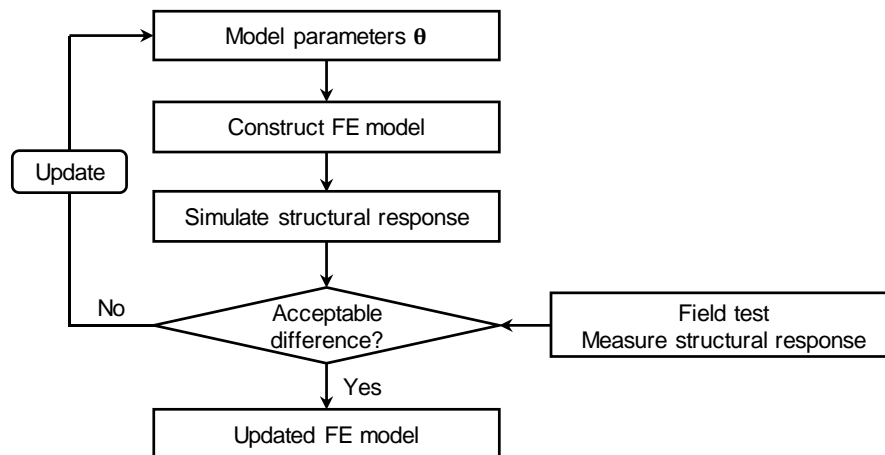 Model parameters θ
Construct FE model
Update
Simulate structural response
No
Acceptable
difference?
Field test
Measure structural response
Yes
Updated FE model